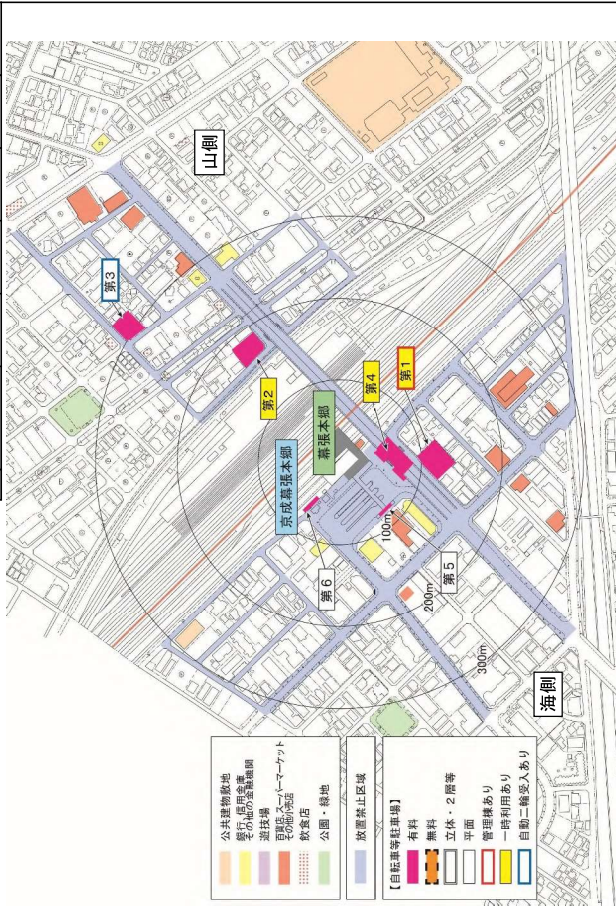 山側
第3
第2
第4
第1
幕張本郷
京成幕張本郷
第6
第5
100m
200m
300m
海側
公共建物敷地
銀行、信用金庫
その他の金融機関
遊技場
百貨店、スーパーマーケット
その他小売店
飲食店
公園・緑地
放置禁止区域
【自転車等駐車場】
有料
無料
立体・2層等
平面
管理棟あり
一時利用あり
自動二輪受入あり